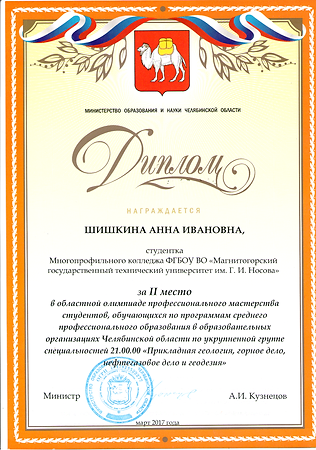 МИНИСТЕРСТВО ОБРАЗОВАНИЯ И НАУКИ ЧЕЛЯБИНСКОЙ ОБЛАСТИ
Диплом
НАГРАЖДАЕТСЯ
ШИШКИНА АННА ИВАНОВНА,
студентка
Многопрофильного колледжа ФГБОУ ВО «Магнитогорский
государственный технический университет им. Г. И. Носова»
за II место
в областной олимпиаде профессионального мастерства
студентов, обучающихся по программам среднего
профессионального образования в образовательных
организациях Челябинской области по укрупненной группе
специальностей 21.00.00 «Прикладная геология, горное дело,
нефтегазовое дело и геодезия»
Министр А.И. Кузнецов
март 2017 года